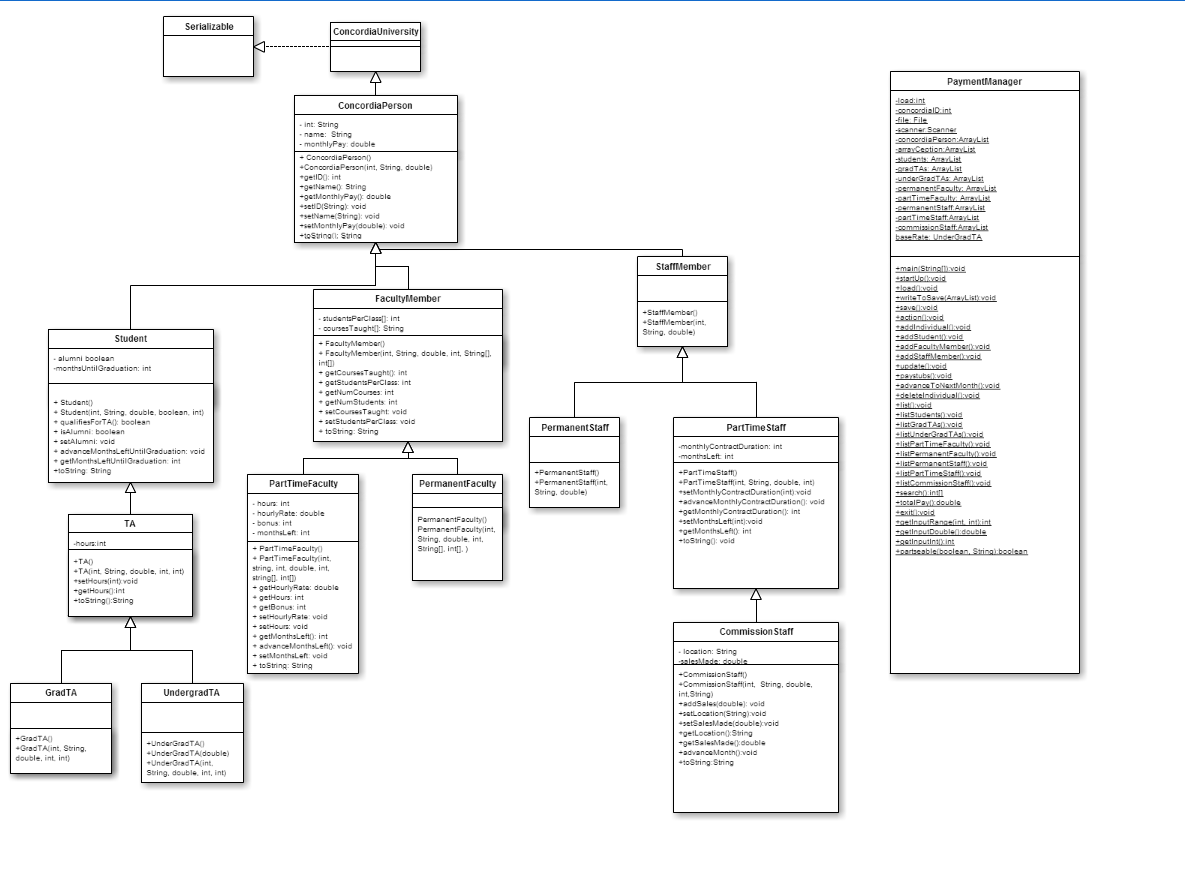 Serializable
ConcordiaUniversity
ConcordiaPerson
- int: String
- name: String
- monthlyPay: double
+ ConcordiaPerson()
+ConcordiaPerson(int, String, double)
+getID(): int
+getName(): String
+getMonthlyPay(): double
+setID(String): void
+setName(String): void
+setMonthlyPay(double): void
+toString(): String
PaymentManager
-load:int
-concordiaID:int
-file: File
-scanner:Scanner
-concordiaPerson:ArrayList
-arrayCeption:ArrayList
-students: ArrayList
-gradTAs: ArrayList
-underGradTAs: ArrayList
-permanentFaculty: ArrayList
-partTimeFaculty: ArrayList
-permanentStaff:ArrayList
-partTimeStaff:ArrayList
-commissionStaff:ArrayList
baseRate: UnderGradTA
+main(String[]):void
+startUp():void
+load():void
+writeToSave(ArrayList):void
+save():void
+action():void
+addIndividual():void
+addStudent():void
+addFacultyMember():void
+addStaffMember():void
+update():void
+paystubs():void
+advanceToNextMonth():void
+deleteIndividual():void
+list():void
+listStudents():void
+listGradTAs():void
+listUnderGradTAs():void
+listPartTimeFaculty():void
+listPermanentFaculty():void
+listPermanentStaff():void
+listPartTimeStaff():void
+listCommissionStaff():void
+search():int[]
+totalPay():double
+exit():void
+getInputRange(int, int):int
+getInputDouble():double
+getInputInt():int
+partseable(boolean, String):boolean
StaffMember
+StaffMember()
+StaffMember(int,
String, double)
FacultyMember
- studentsPerClass[]: int
- coursesTaught[]: String
+ FacultyMember()
+ FacultyMember(int, String, double, int, String[],
int[])
+ getCoursesTaught(): int
+ getStudentsPerClass: int
+ getNumCourses: int
+ getNumStudents: int
+ setCoursesTaught: void
+ setStudentsPerClass: void
+ toString: String
Student
- alumni boolean
-monthsUntilGraduation: int
+ Student()
+ Student(int, String, double, boolean, int)
+ qualifiesForTA(): boolean
+ isAlumni: boolean
+ setAlumni: void
+ advanceMonthsLeftUntilGraduation: void
+ getMonthsLeftUntilGraduation: int
+toString: String
PermanentStaff
+PermanentStaff()
+PermanentStaff(int,
String, double)
PartTimeStaff
-monthlyContractDuration: int
-monthsLeft: int
+PartTimeStaff()
+PartTimeStaff(int, String, double, int)
+setMonthlyContractDuration(int):void
+advanceMonthlyContractDuration(): void
+getMonthlyContractDuration(): int
+setMonthsLeft(int):void
+getMonthsLeft(): int
+toString(): void
PartTimeFaculty
- hours: int
- hourlyRate: double
- bonus: int
- monthsLeft: int
+ PartTimeFaculty()
+ PartTimeFaculty(int,
string, int, double, int,
string[], int[])
+ getHourlyRate: double
+ getHours: int
+ getBonus: int
+ setHourlyRate: void
+ setHours: void
+ getMonthsLeft(): int
+ advanceMonthsLeft(): void
+ setMonthsLeft: void
+ toString: String
PermanentFaculty
PermanentFaculty()
PermanentFaculty(int,
String, double, int,
String[], int[], )
TA
-hours:int
+TA()
+TA(int, String, double, int, int)
+setHours(int):void
+getHours():int
+toString():String
CommissionStaff
- location: String
-salesMade: double
+CommissionStaff()
+CommissionStaff(int, String, double,
int,String)
+addSales(double): void
+setLocation(String):void
+setSalesMade(double):void
+getLocation():String
+getSalesMade():double
+advanceMonth():void
+toString:String
GradTA
+GradTA()
+GradTA(int, String,
double, int, int)
UndergradTA
+UnderGradTA()
+UnderGradTA(double)
+UnderGradTA(int,
String, double, int, int)